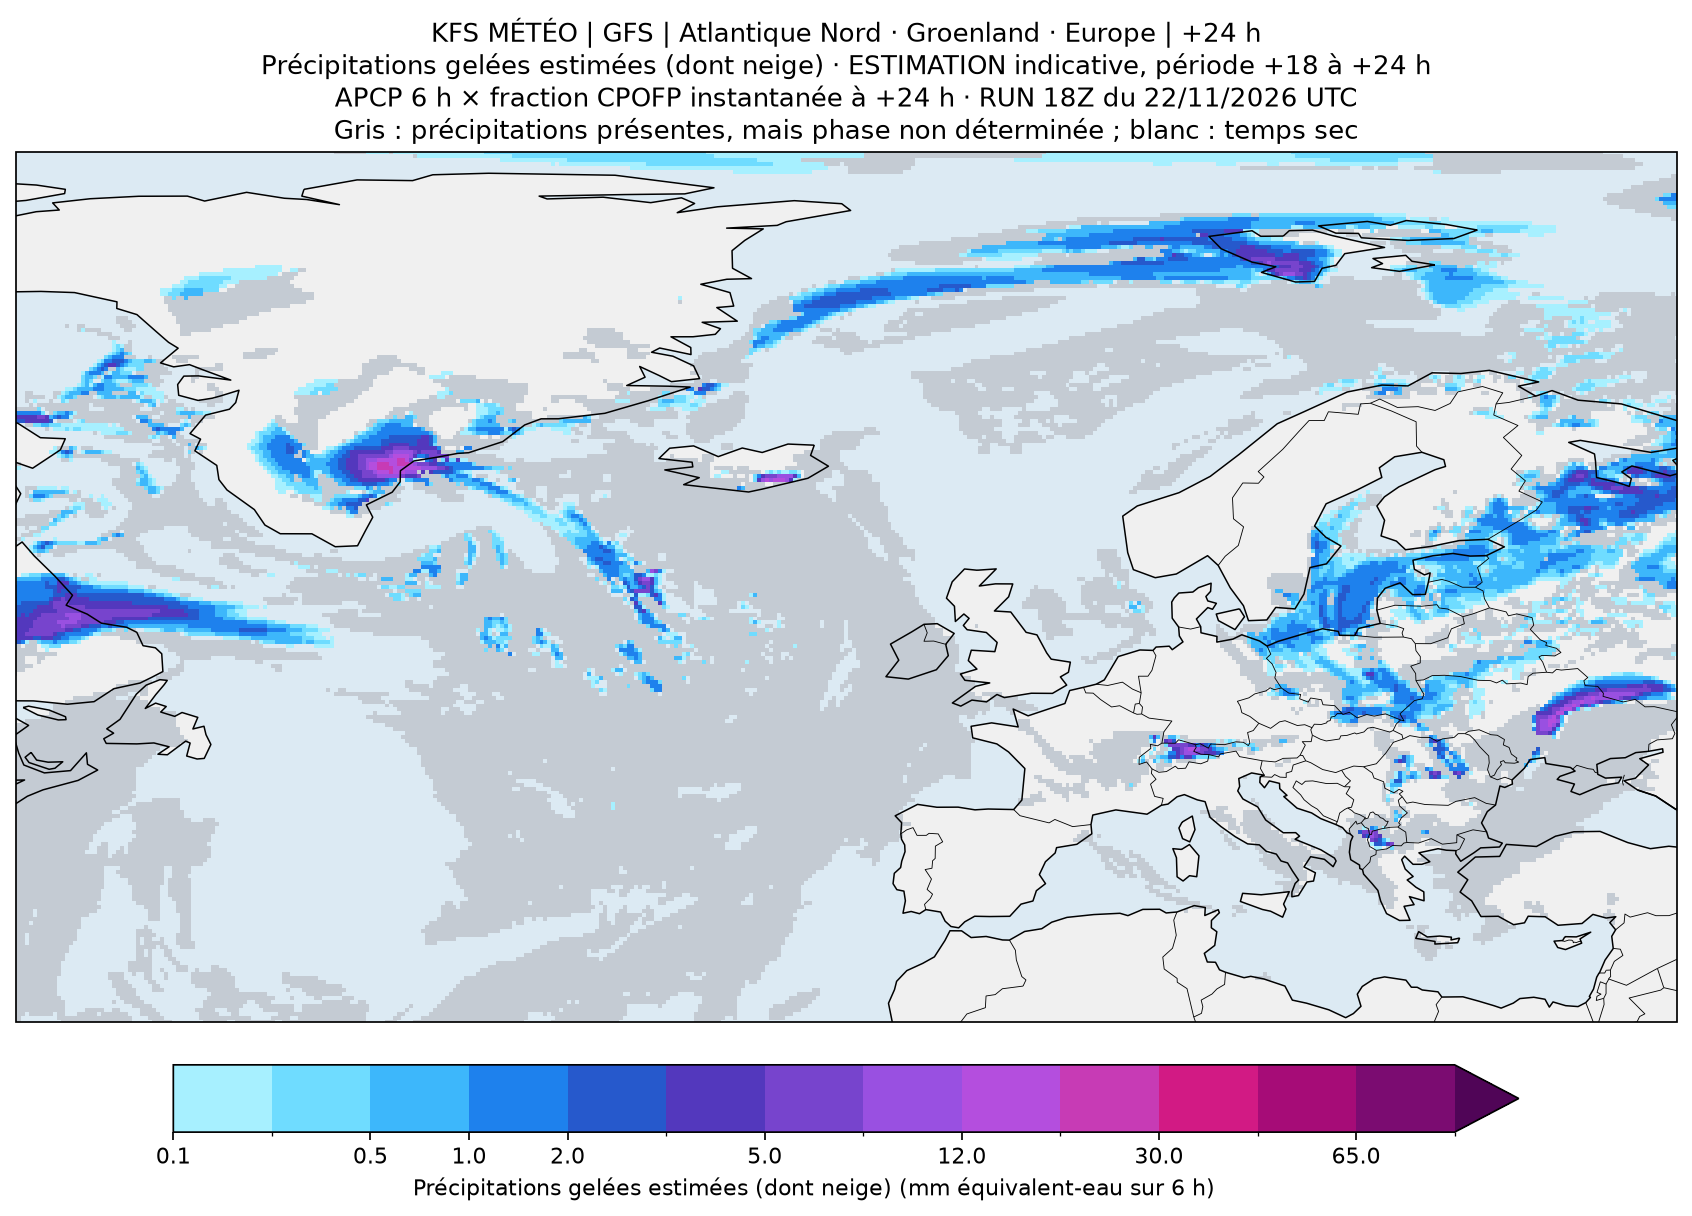 KFS MÉTÉO | GFS | Atlantique Nord · Groenland · Europe | +24 h
Précipitations gelées estimées (dont neige) · ESTIMATION indicative, période +18 à +24 h
APCP 6 h × fraction CPOFP instantanée à +24 h · RUN 18Z du 22/11/2026 UTC
Gris : précipitations présentes, mais phase non déterminée ; blanc : temps sec
0.1 0.5 1.0 2.0 5.0 12.0 30.0 65.0
Précipitations gelées estimées (dont neige) (mm équivalent-eau sur 6 h)